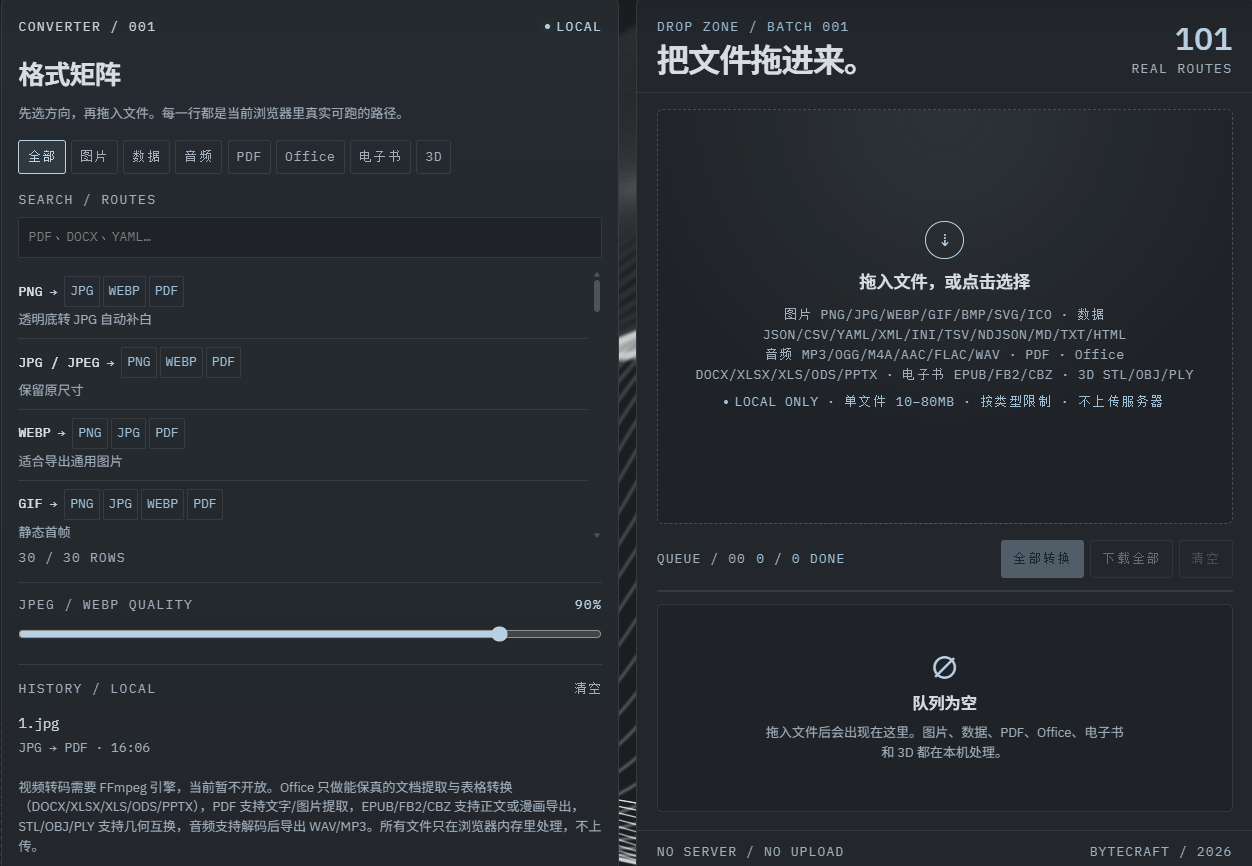 CONVERTER / 001
LOCAL
格式矩阵
先选方向，再拖入文件。每一行都是当前浏览器里真实可跑的路径。
全部 图片 数据 音频 PDF Office 电子书 3D
SEARCH / ROUTES
PDF、DOCX、YAML…
PNG → JPG WEBP PDF
透明底转 JPG 自动补白
JPG / JPEG → PNG WEBP PDF
保留原尺寸
WEBP → PNG JPG PDF
适合导出通用图片
GIF → PNG JPG WEBP PDF
静态首帧
30 / 30 ROWS
JPEG / WEBP QUALITY 90%
HISTORY / LOCAL 清空
1.jpg
JPG → PDF · 16:06
视频转码需要 FFmpeg 引擎，当前暂不开放。Office 只做能保真的文档提取与表格转换
（DOCX/XLSX/XLS/ODS/PPTX），PDF 支持文字/图片提取，EPUB/FB2/CBZ 支持正文或漫画导出，
STL/OBJ/PLY 支持几何互换，音频支持解码后导出 WAV/MP3。所有文件只在浏览器内存里处理，不上
传。
DROP ZONE / BATCH 001
把文件拖进来。
101
REAL ROUTES
拖入文件，或点击选择
图片 PNG/JPG/WEBP/GIF/BMP/SVG/ICO · 数据
JSON/CSV/YAML/XML/INI/TSV/NDJSON/MD/TXT/HTML
音频 MP3/OGG/M4A/AAC/FLAC/WAV · PDF · Office
DOCX/XLSX/XLS/ODS/PPTX · 电子书 EPUB/FB2/CBZ · 3D STL/OBJ/PLY
LOCAL ONLY · 单文件 10–80MB · 按类型限制 · 不上传服务器
QUEUE / 00 0 / 0 DONE
全部转换 下载全部 清空
队列为空
拖入文件后会出现在这里。图片、数据、PDF、Office、电子书
和 3D 都在本机处理。
NO SERVER / NO UPLOAD
BYTECRAFT / 2026